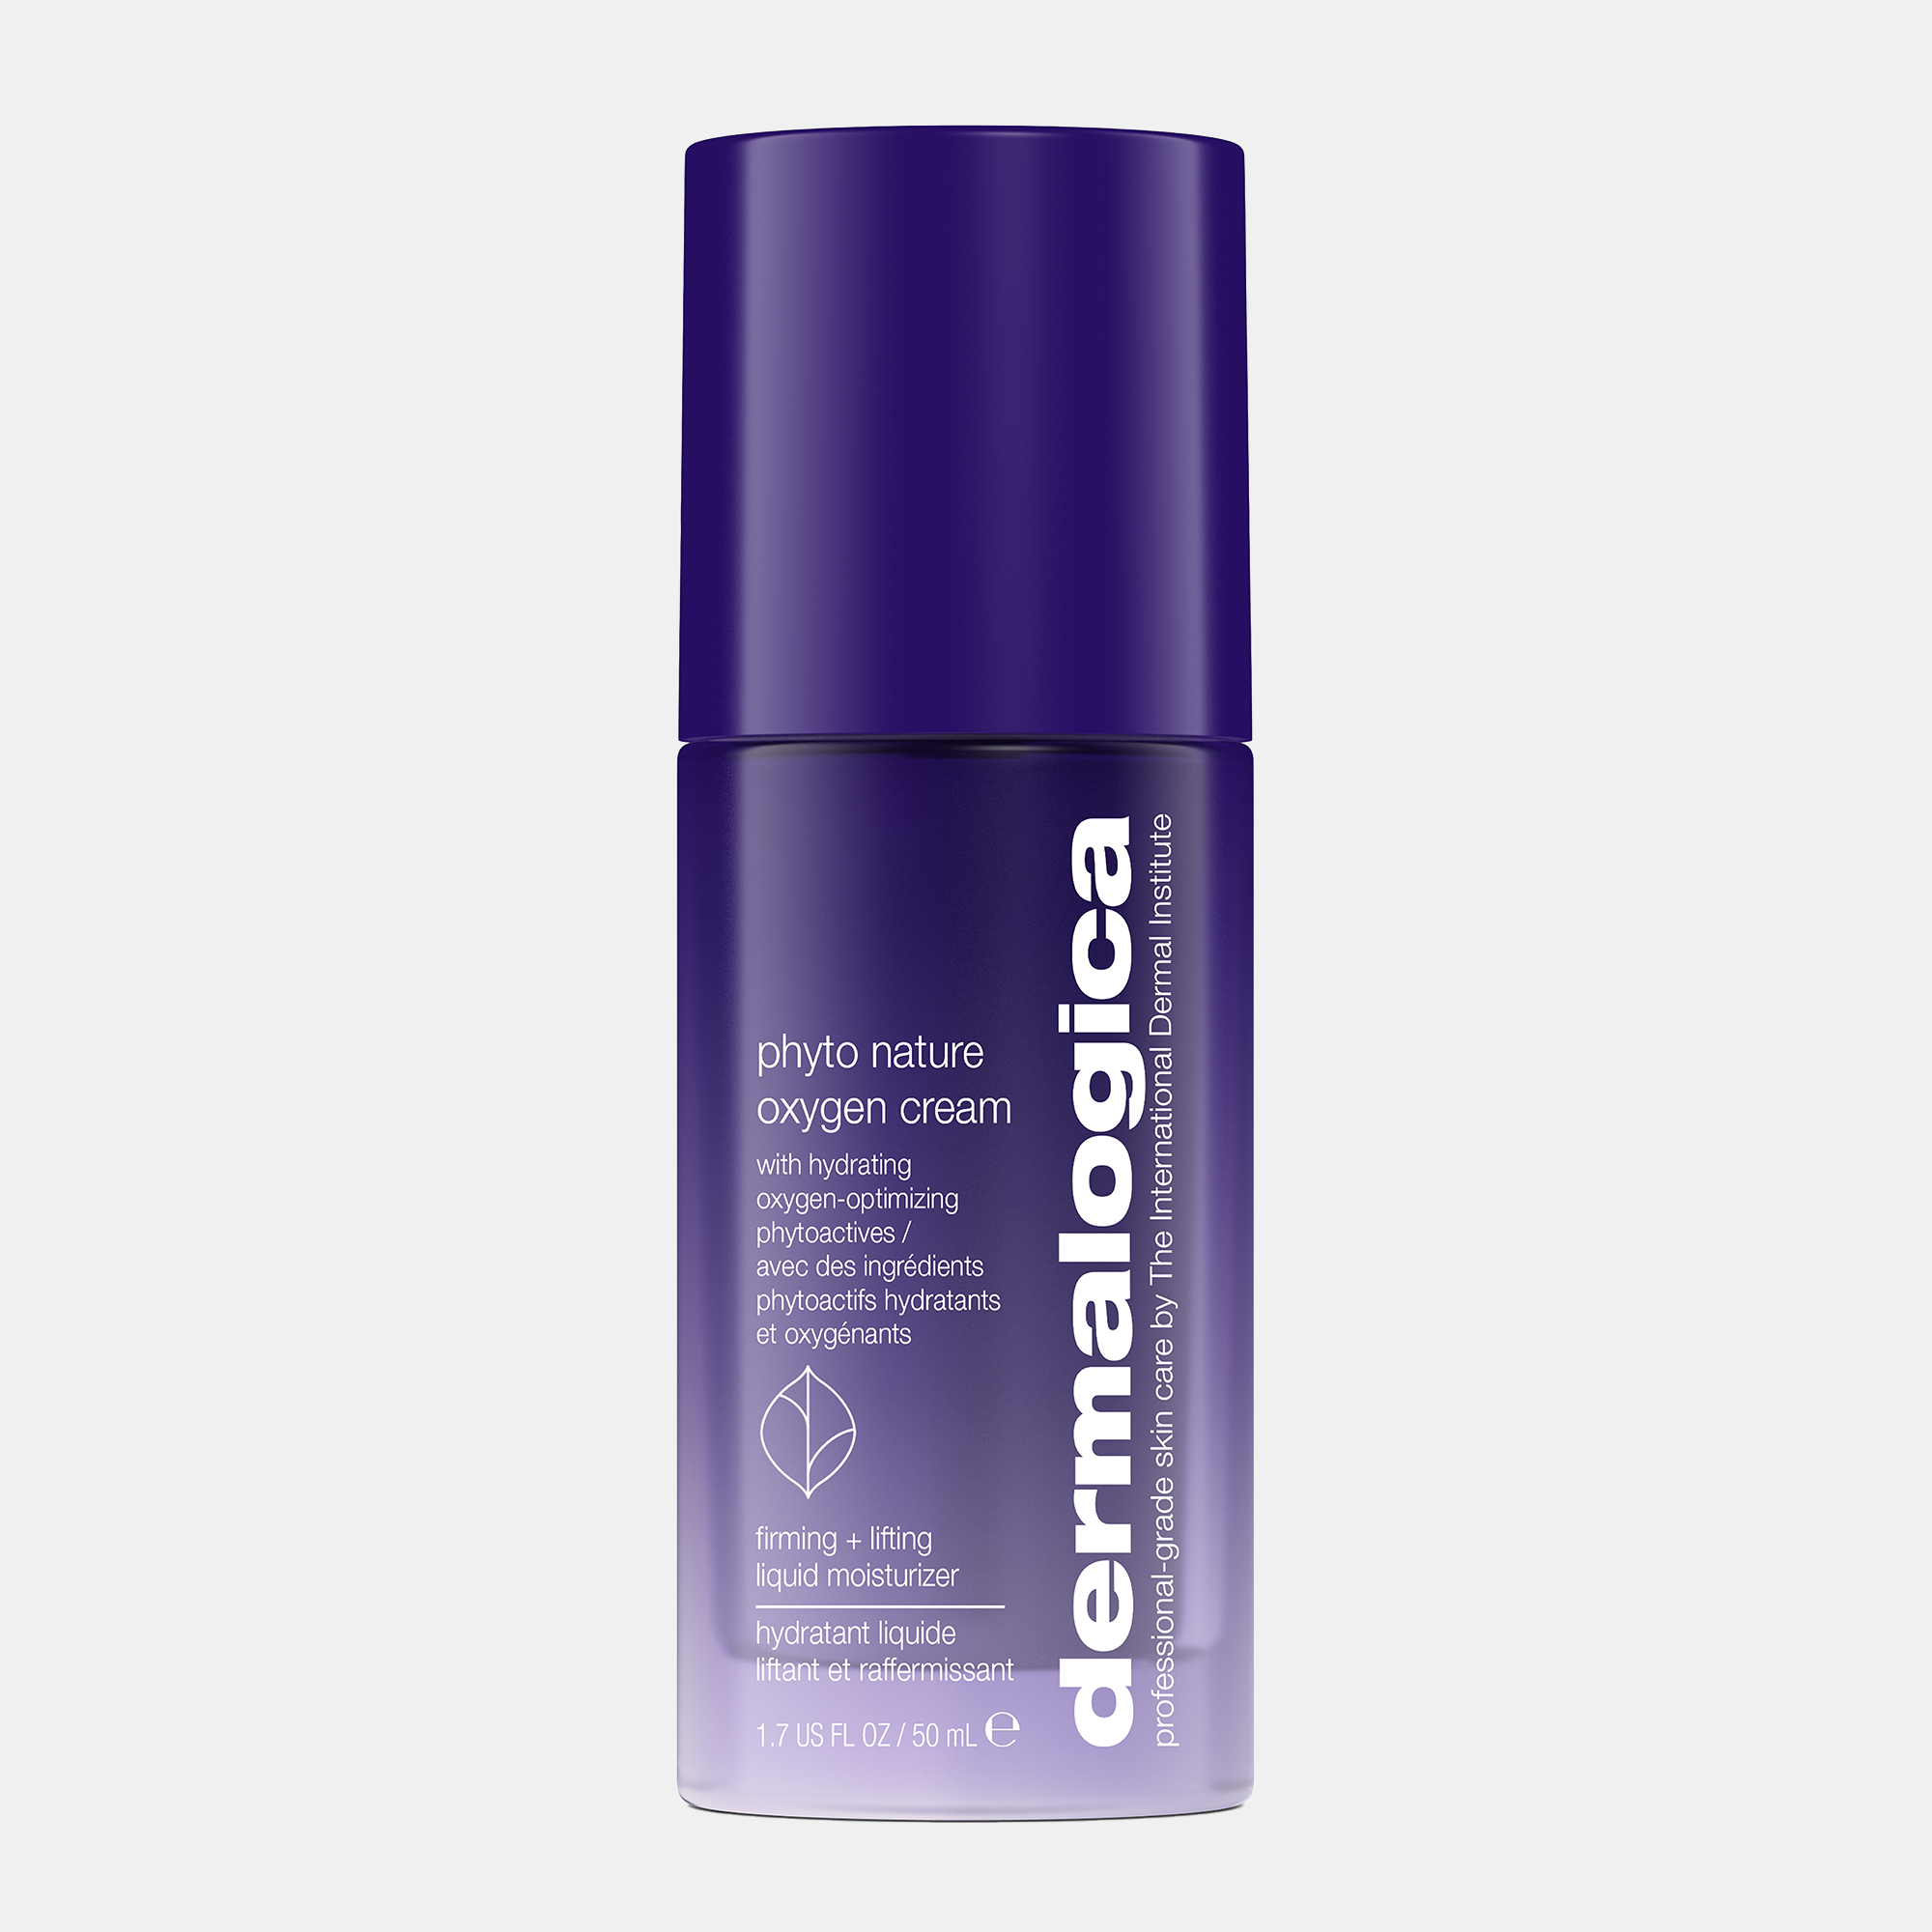 phyto nature
oxygen cream
with hydrating
oxygen-optimizing
phytoactives /
avec des ingrédients
phytoactifs hydratants
et oxygénants
firming + lifting
liquid moisturizer
hydratant liquide
liftant et raffermissant
1.7 US FL OZ / 50 mL ℮
dermalogica
professional-grade skin care by The International Dermal Institute